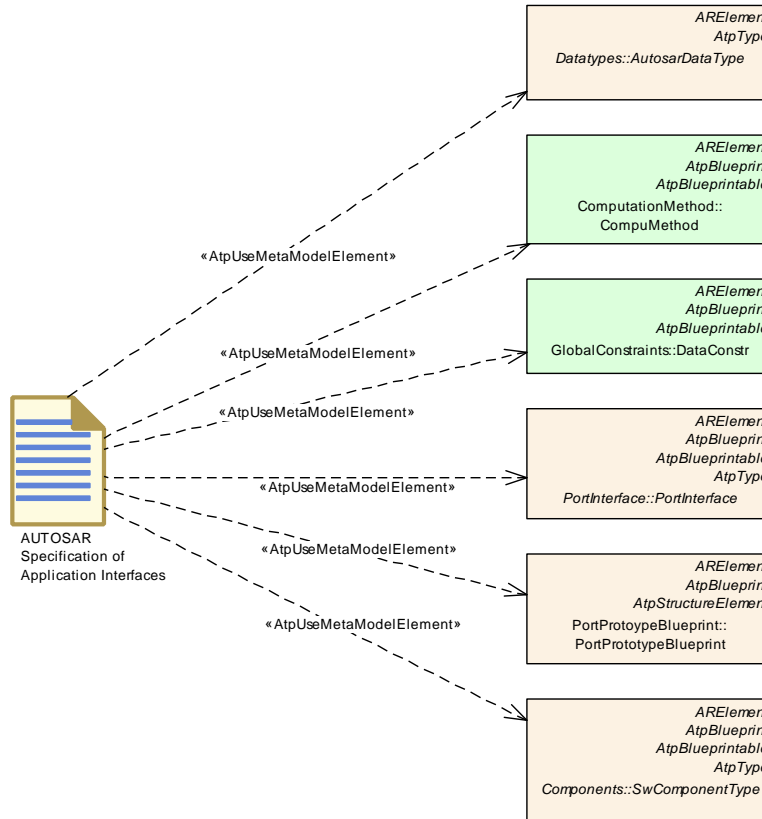 ARElemen
AtpType
Datatypes::AutosarDataType
ARElemen
AtpBlueprin
AtpBlueprintable
ComputationMethod::
CompuMethod
«AtpUseMetaModelElement»
ARElemen
AtpBlueprin
AtpBlueprintable
GlobalConstraints::DataConstr
«AtpUseMetaModelElement»
«AtpUseMetaModelElement»
ARElemen
AtpBlueprin
AtpBlueprintable
AtpType
PortInterface::PortInterface
«AtpUseMetaModelElement»
AUTOSAR
Specification of
Application Interfaces
«AtpUseMetaModelElement»
ARElemen
AtpBlueprin
AtpStructureElemen
PortProtoypeBlueprint::
PortPrototypeBlueprint
«AtpUseMetaModelElement»
ARElemen
AtpBlueprin
AtpBlueprintable
AtpType
Components::SwComponentType